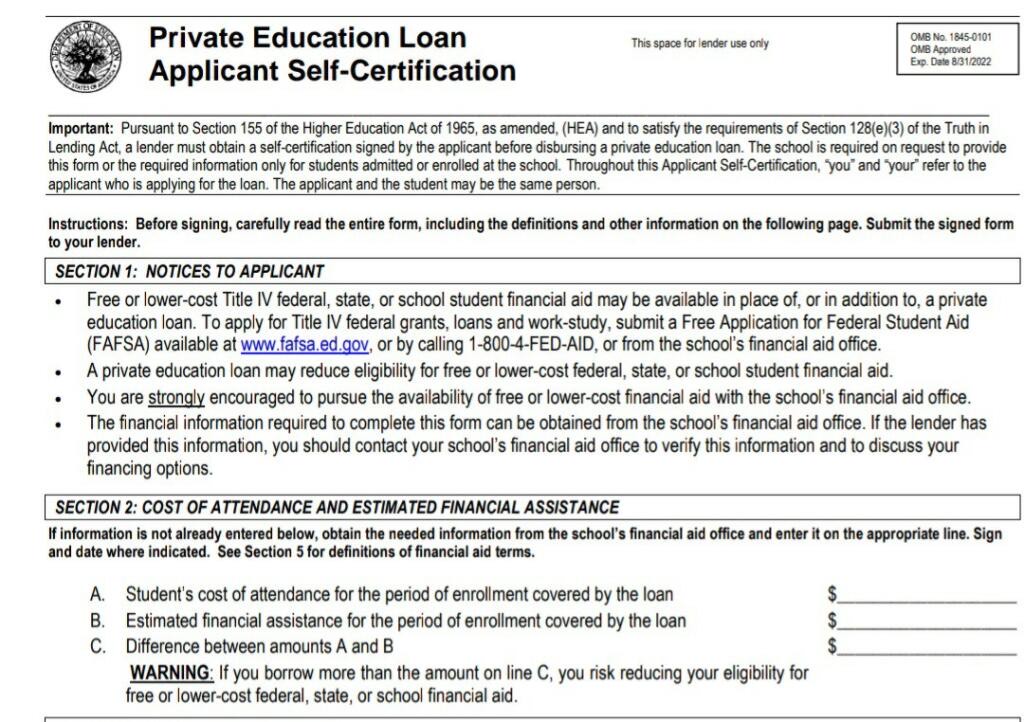 Private Education Loan
Applicant Self-Certification
This space for lender use only
OMB No. 1845-0101
OMB Approved
Exp. Date 8/31/2022
DEPARTMENT OF EDUCATION
UNITED STATES OF AMERICA
Important: Pursuant to Section 155 of the Higher Education Act of 1965, as amended, (HEA) and to satisfy the requirements of Section 128(e)(3) of the Truth in
Lending Act, a lender must obtain a self-certification signed by the applicant before disbursing a private education loan. The school is required on request to provide
this form or the required information only for students admitted or enrolled at the school. Throughout this Applicant Self-Certification, “you” and “your” refer to the
applicant who is applying for the loan. The applicant and the student may be the same person.
Instructions: Before signing, carefully read the entire form, including the definitions and other information on the following page. Submit the signed form
to your lender.
SECTION 1: NOTICES TO APPLICANT
• Free or lower-cost Title IV federal, state, or school student financial aid may be available in place of, or in addition to, a private
education loan. To apply for Title IV federal grants, loans and work-study, submit a Free Application for Federal Student Aid
(FAFSA) available at www.fafsa.ed.gov, or by calling 1-800-4-FED-AID, or from the school’s financial aid office.
• A private education loan may reduce eligibility for free or lower-cost federal, state, or school student financial aid.
• You are strongly encouraged to pursue the availability of free or lower-cost financial aid with the school’s financial aid office.
• The financial information required to complete this form can be obtained from the school’s financial aid office. If the lender has
provided this information, you should contact your school’s financial aid office to verify this information and to discuss your
financing options.
SECTION 2: COST OF ATTENDANCE AND ESTIMATED FINANCIAL ASSISTANCE
If information is not already entered below, obtain the needed information from the school’s financial aid office and enter it on the appropriate line. Sign
and date where indicated. See Section 5 for definitions of financial aid terms.
A. Student’s cost of attendance for the period of enrollment covered by the loan $
B. Estimated financial assistance for the period of enrollment covered by the loan $
C. Difference between amounts A and B $
WARNING: If you borrow more than the amount on line C, you risk reducing your eligibility for
free or lower-cost federal, state, or school financial aid.